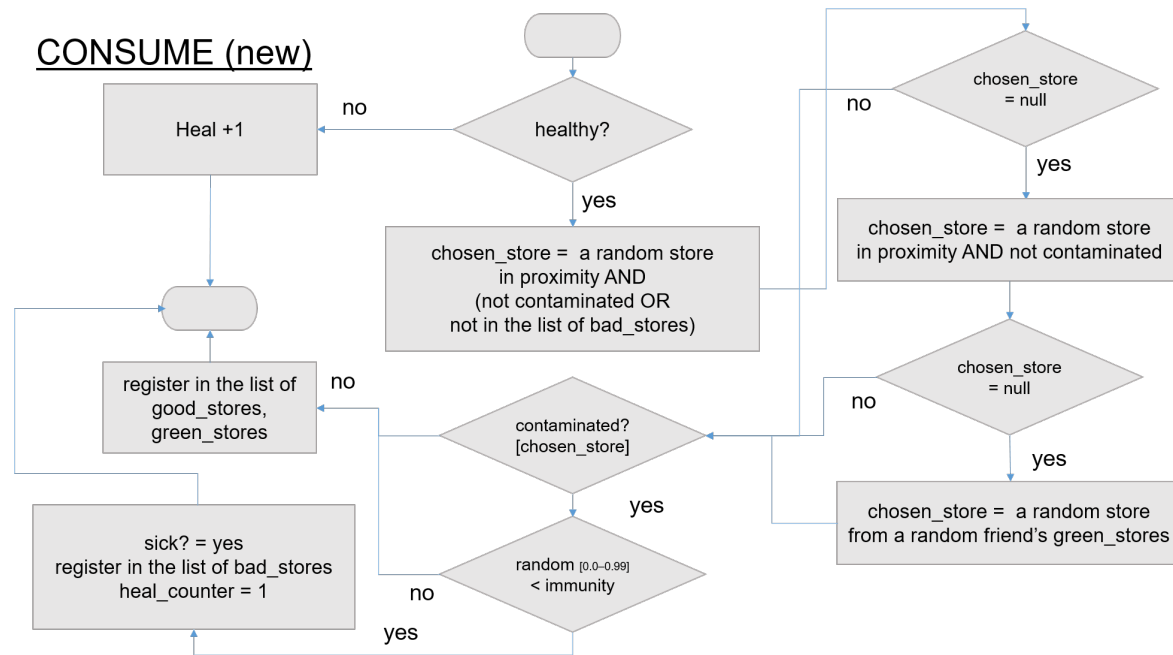 CONSUME (new)
Heal +1
no
healthy?
yes
chosen_store =  a random store
in proximity AND
(not contaminated OR
not in the list of bad_stores)
chosen_store
= null
no
yes
chosen_store =  a random store
in proximity AND not contaminated
chosen_store
= null
no
yes
chosen_store =  a random store
from a random friend's green_stores
contaminated?
[chosen_store]
no
yes
register in the list of
good_stores,
green_stores
random [0.0–0.99]
< immunity
no
yes
sick? = yes
register in the list of bad_stores
heal_counter = 1